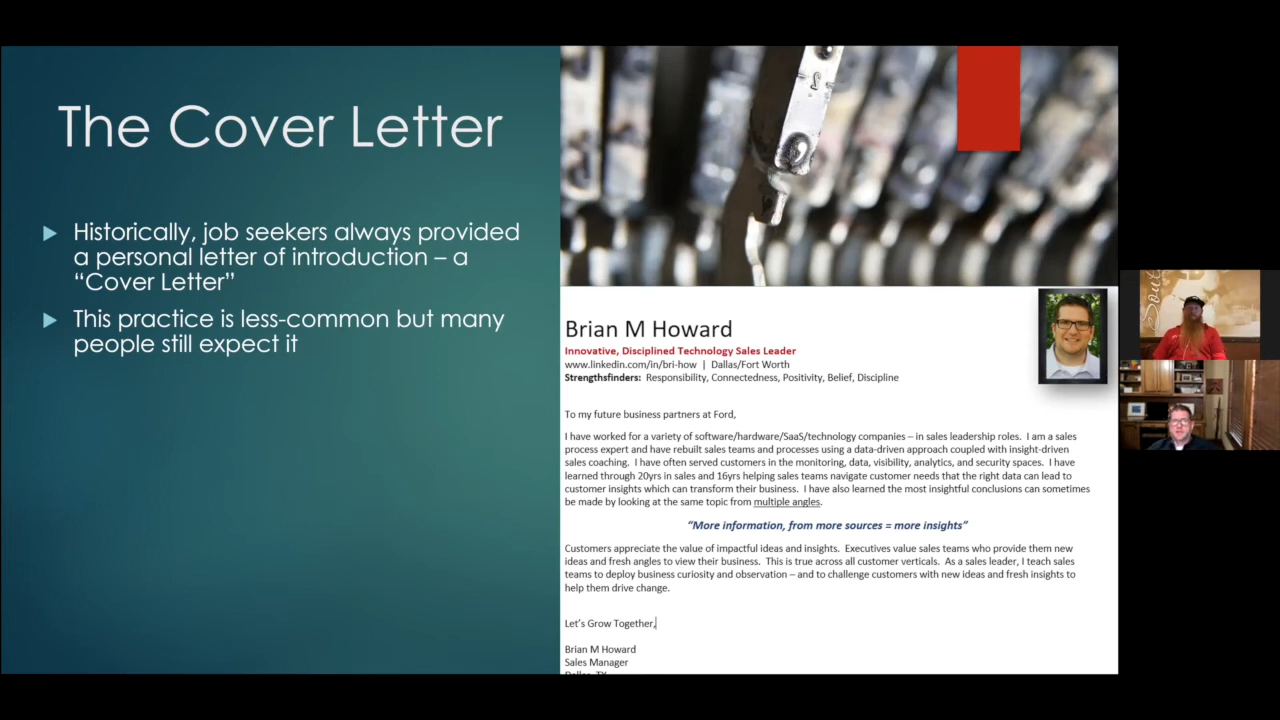 The Cover Letter
Historically, job seekers always provided
a personal letter of introduction – a
“Cover Letter”
This practice is less-common but many
people still expect it
Brian M Howard
Innovative, Disciplined Technology Sales Leader
www.linkedin.com/in/bri-how | Dallas/Fort Worth
Strengthsfinders: Responsibility, Connectedness, Positivity, Belief, Discipline
To my future business partners at Ford,
I have worked for a variety of software/hardware/SaaS/technology companies – in sales leadership roles. I am a sales
process expert and have rebuilt sales teams and processes using a data-driven approach coupled with insight-driven
sales coaching. I have often served customers in the monitoring, data, visibility, analytics, and security spaces. I have
learned through 20yrs in sales and 16yrs helping sales teams navigate customer needs that the right data can lead to
customer insights which can transform their business. I have also learned the most insightful conclusions can sometimes
be made by looking at the same topic from multiple angles.
“More information, from more sources = more insights”
Customers appreciate the value of impactful ideas and insights. Executives value sales teams who provide them new
ideas and fresh angles to view their business. This is true across all customer verticals. As a sales leader, I teach sales
teams to deploy business curiosity and observation – and to challenge customers with new ideas and fresh insights to
help them drive change.
Let’s Grow Together,
Brian M Howard
Sales Manager
Dallas, TX